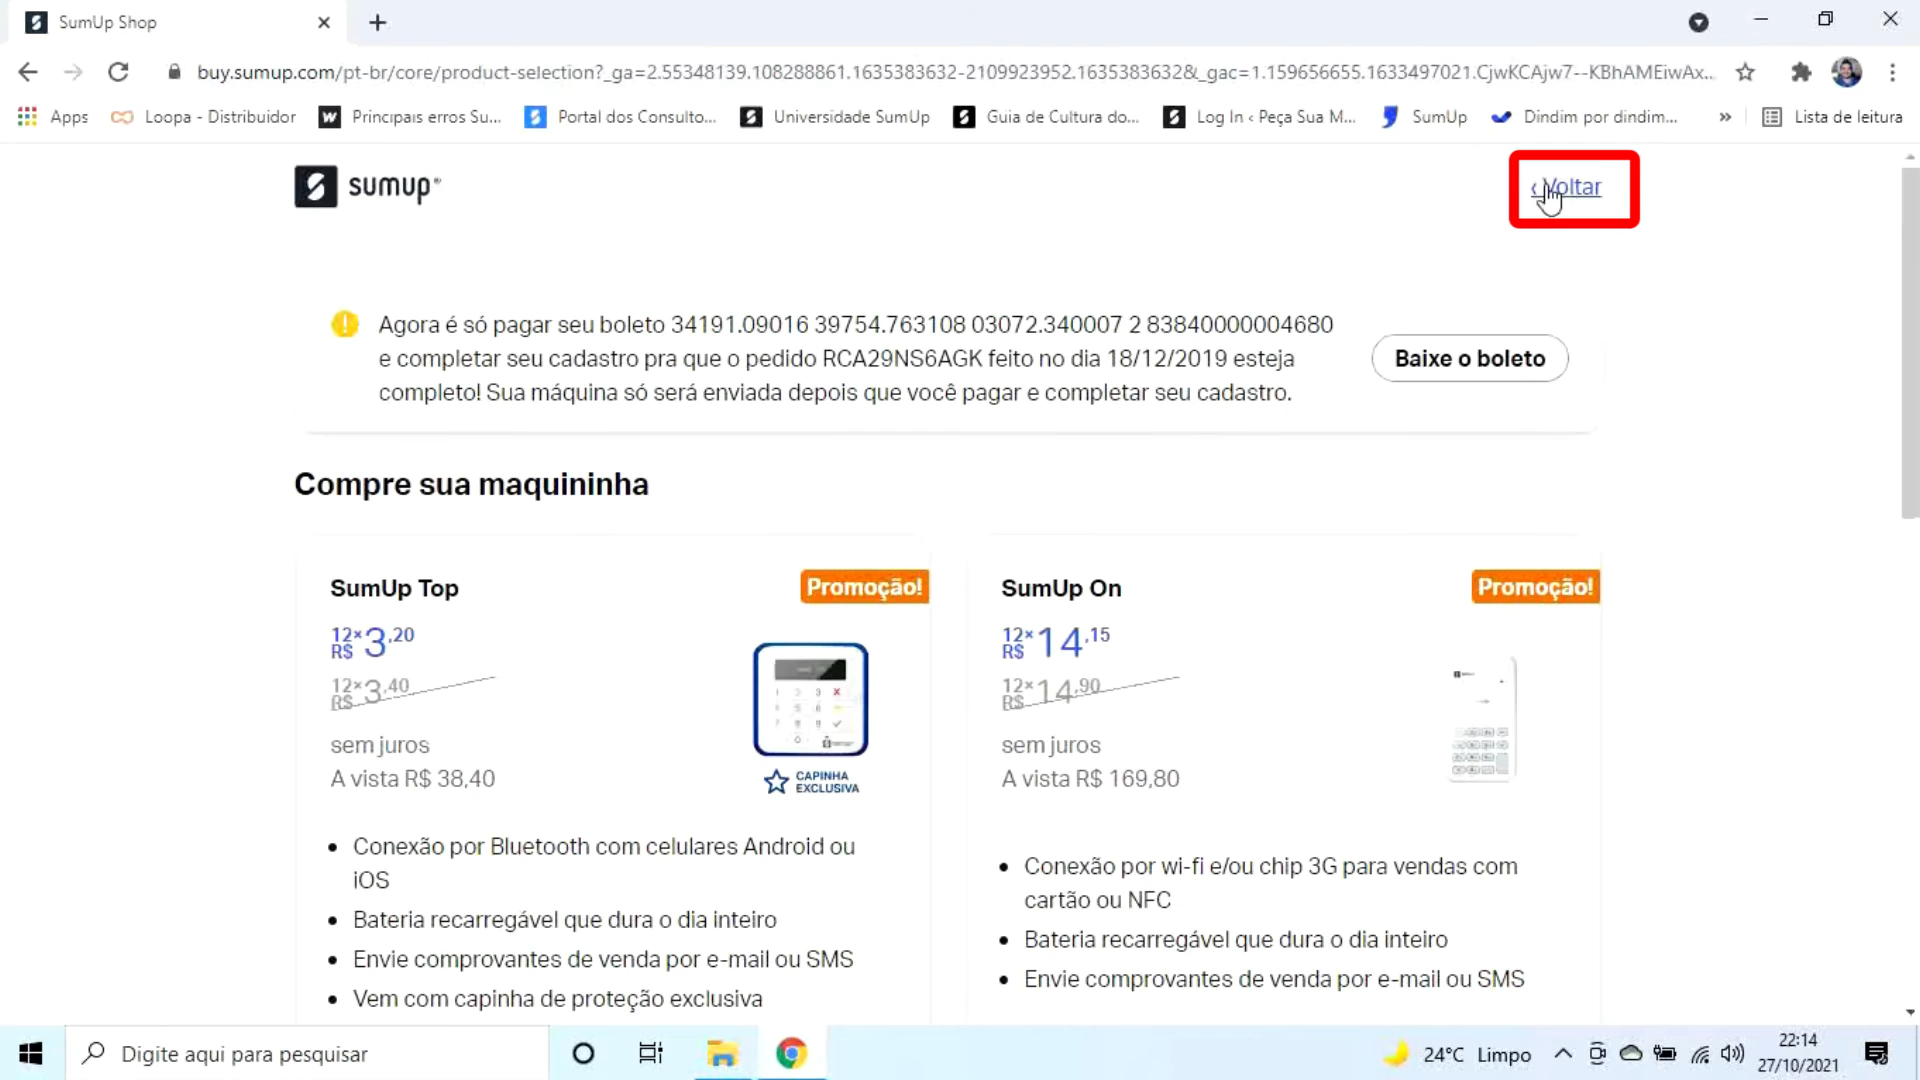 SumUp Shop
buy.sumup.com/pt-br/core/product-selection?_ga=2.55348139.108288861.1635383632-2109923952.1635383632&_gac=1.159656655.1633497021.CjwKCAjw7--KBhAMEiwAx...
Apps Loopa - Distribuidor Principais erros Su... Portal dos Consulto... Universidade SumUp Guia de Cultura do... Log In ‹ Peça Sua M... SumUp Dindim por dindim... » Lista de leitura
sumup®
‹ Voltar
Agora é só pagar seu boleto 34191.09016 39754.763108 03072.340007 2 83840000004680
e completar seu cadastro pra que o pedido RCA29NS6AGK feito no dia 18/12/2019 esteja
completo! Sua máquina só será enviada depois que você pagar e completar seu cadastro.
Baixe o boleto
Compre sua maquininha
SumUp Top
Promoção!
12× R$ 3,20
12× R$ 3,40
sem juros
A vista R$ 38,40
CAPINHA
EXCLUSIVA
• Conexão por Bluetooth com celulares Android ou
iOS
• Bateria recarregável que dura o dia inteiro
• Envie comprovantes de venda por e-mail ou SMS
• Vem com capinha de proteção exclusiva
SumUp On
Promoção!
12× R$ 14,15
12× R$ 14,90
sem juros
A vista R$ 169,80
• Conexão por wi-fi e/ou chip 3G para vendas com
cartão ou NFC
• Bateria recarregável que dura o dia inteiro
• Envie comprovantes de venda por e-mail ou SMS
Digite aqui para pesquisar
24°C Limpo
22:14
27/10/2021